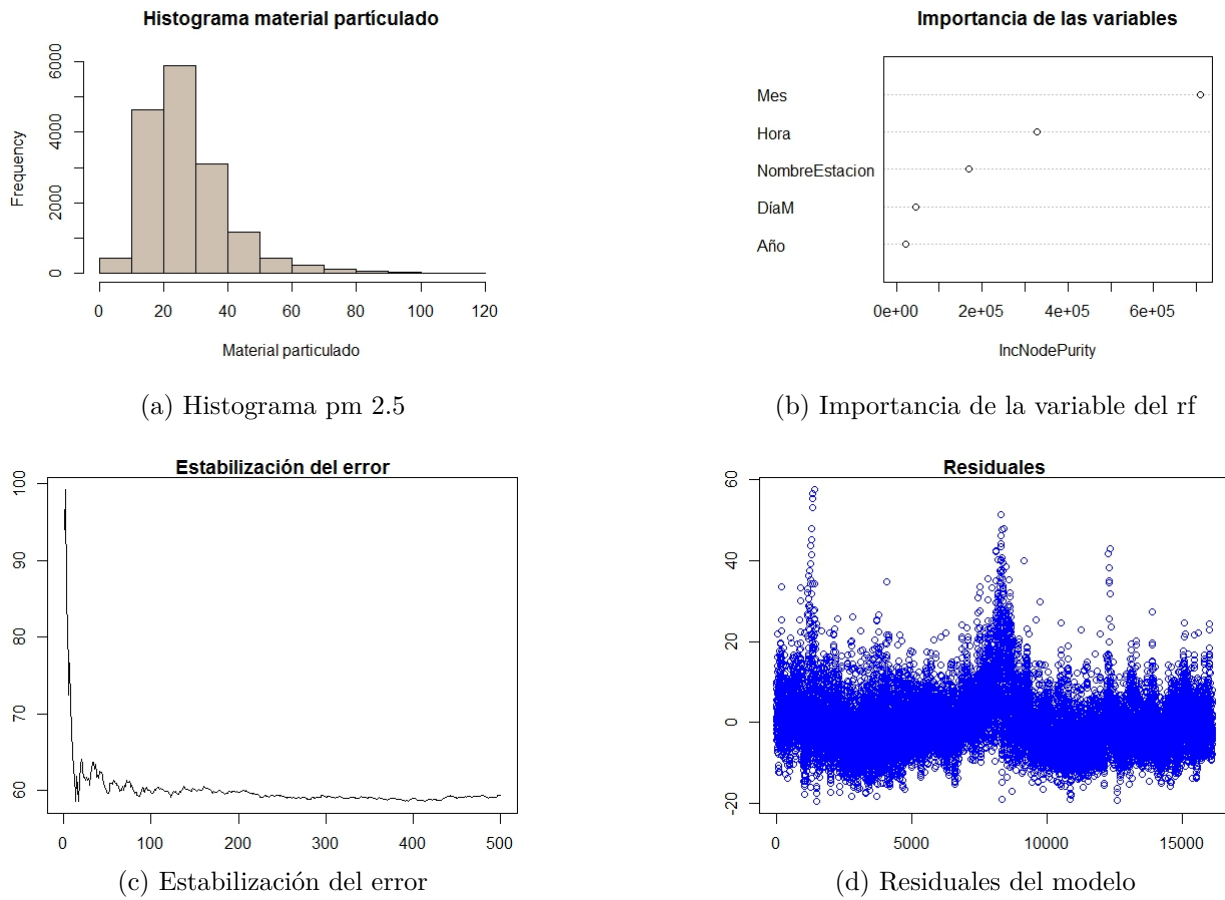 Histograma material partículado
Frequency
0
2000
4000
6000
0 20 40 60 80 100 120
Material particulado
(a) Histograma pm 2.5
Importancia de las variables
Mes
Hora
NombreEstacion
DíaM
Año
0e+00 2e+05 4e+05 6e+05
IncNodePurity
(b) Importancia de la variable del rf
Estabilización del error
100
90
80
70
60
0 100 200 300 400 500
(c) Estabilización del error
Residuales
60
40
20
0
-20
0 5000 10000 15000
(d) Residuales del modelo